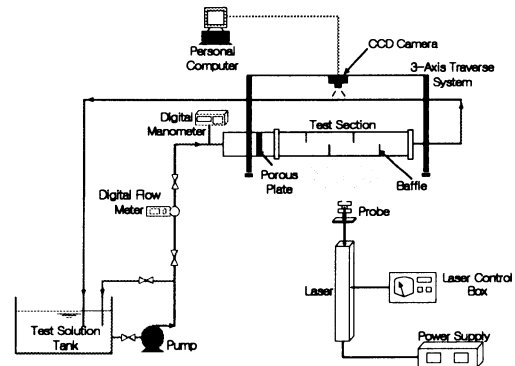 Personal
Computer
CCD Camera
3-Axis Traverse
System
Digital
Manometer
Test Section
Porous
Plate
Baffle
Digital Flow
Meter
Probe
Laser
Laser Control
Box
Test Solution
Tank
Pump
Power Supply